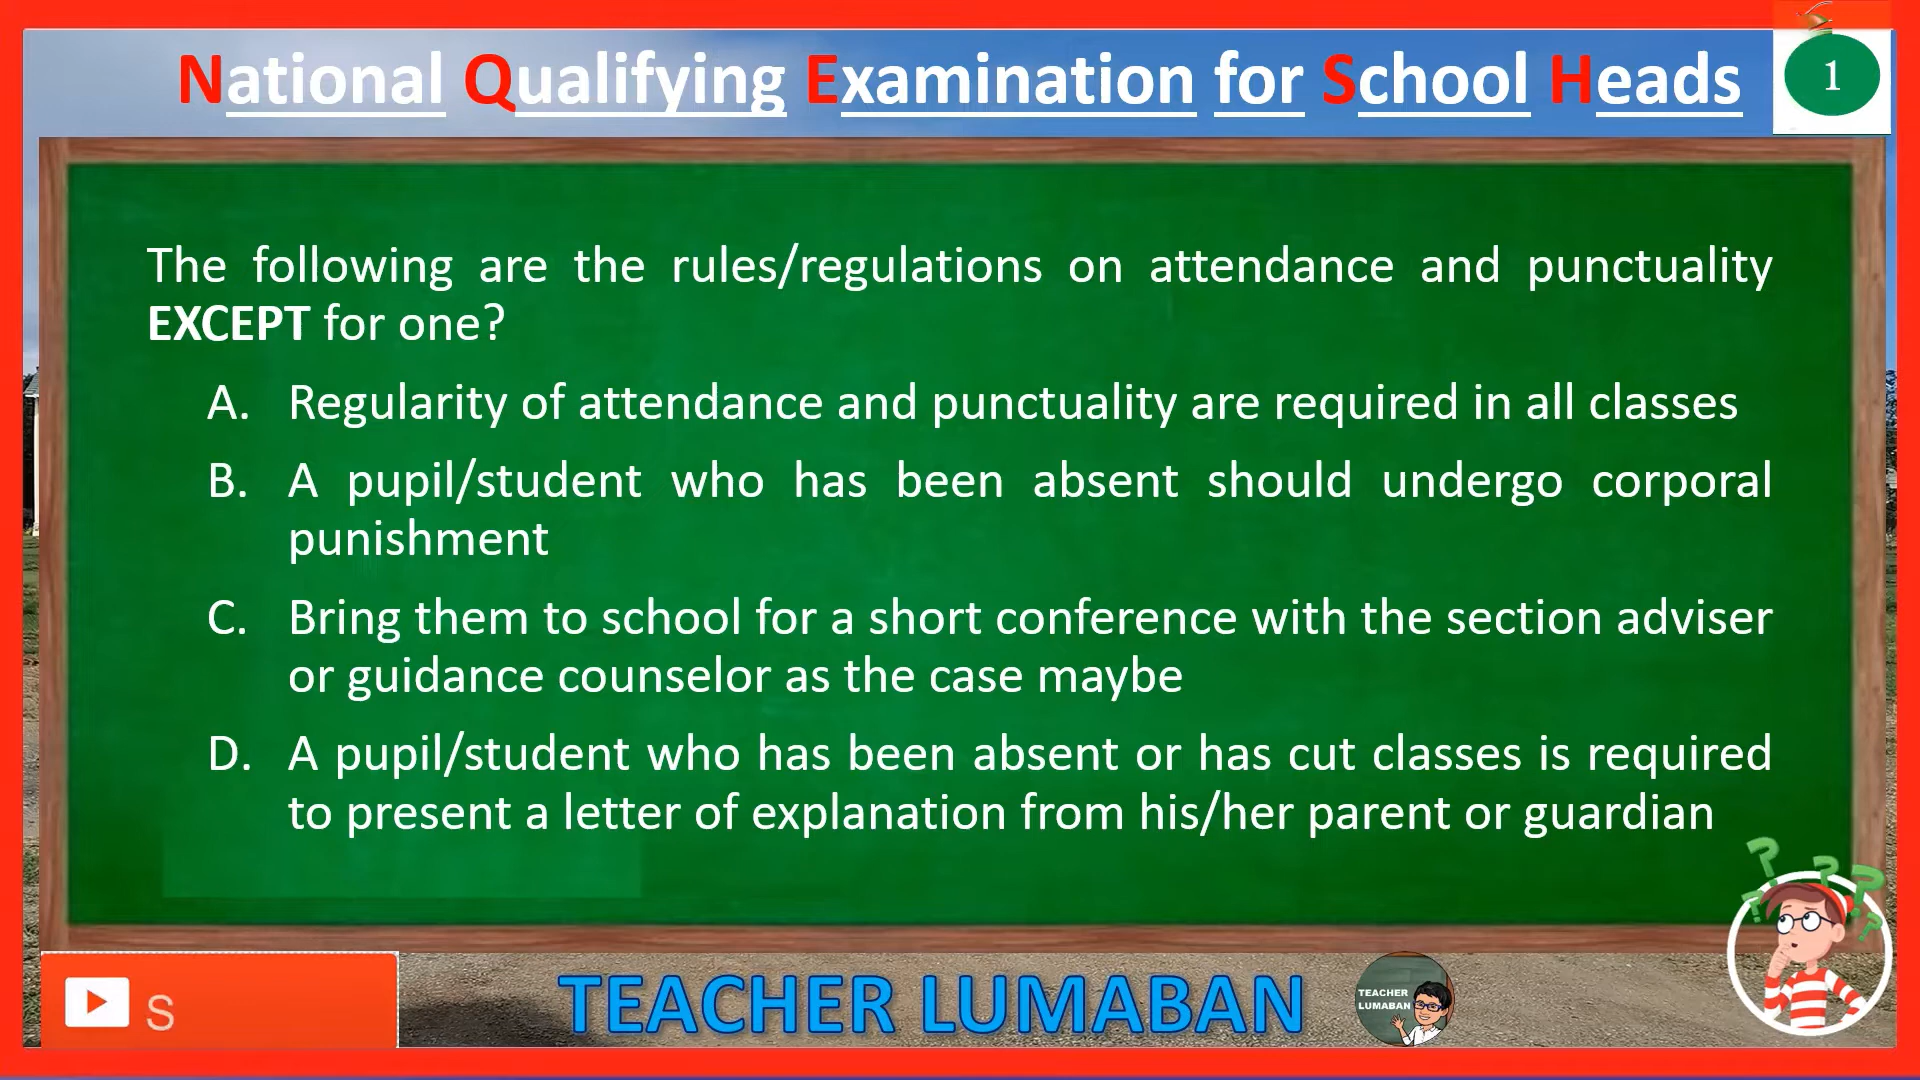 National Qualifying Examination for School Heads
1
The following are the rules/regulations on attendance and punctuality
EXCEPT for one?
A. Regularity of attendance and punctuality are required in all classes
B. A pupil/student who has been absent should undergo corporal
punishment
C. Bring them to school for a short conference with the section adviser
or guidance counselor as the case maybe
D. A pupil/student who has been absent or has cut classes is required
to present a letter of explanation from his/her parent or guardian
S
TEACHER LUMABAN
TEACHER
LUMABAN